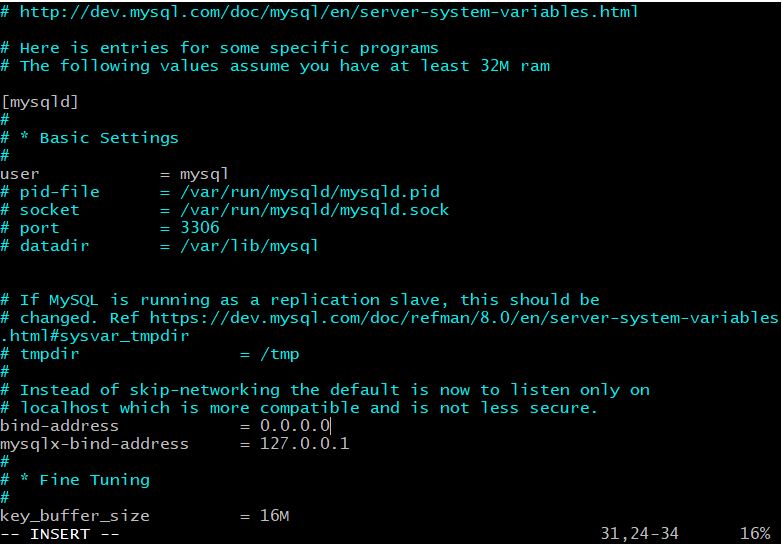 # http://dev.mysql.com/doc/mysql/en/server-system-variables.html
# Here is entries for some specific programs
# The following values assume you have at least 32M ram
[mysqld]
#
# * Basic Settings
#
user            = mysql
# pid-file      = /var/run/mysqld/mysqld.pid
# socket        = /var/run/mysqld/mysqld.sock
# port          = 3306
# datadir       = /var/lib/mysql
# If MySQL is running as a replication slave, this should be
# changed. Ref https://dev.mysql.com/doc/refman/8.0/en/server-system-variables
.html#sysvar_tmpdir
# tmpdir                = /tmp
#
# Instead of skip-networking the default is now to listen only on
# localhost which is more compatible and is not less secure.
bind-address            = 0.0.0.0
mysqlx-bind-address     = 127.0.0.1
#
# * Fine Tuning
#
key_buffer_size         = 16M
-- INSERT --                                                31,24-34      16%